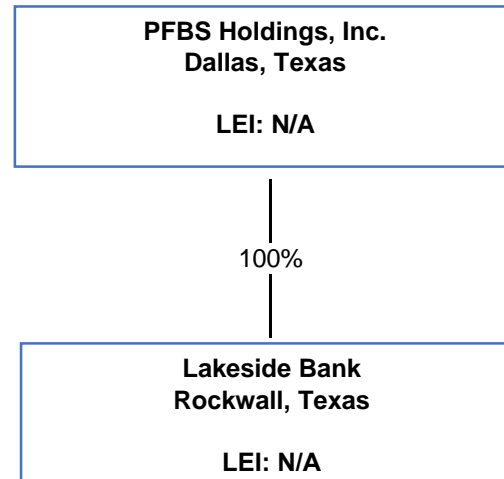 PFBS Holdings, Inc.
Dallas, Texas
LEI: N/A
100%
Lakeside Bank
Rockwall, Texas
LEI: N/A